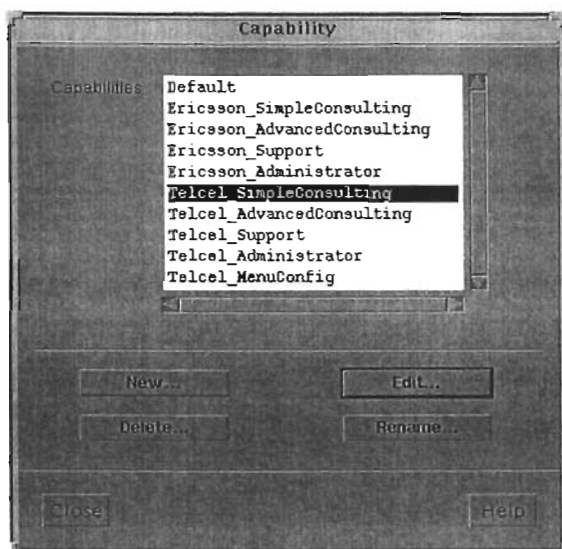 Capability
Capabilities
Default
Ericsson_SimpleConsulting
Ericsson_AdvancedConsulting
Ericsson_Support
Ericsson_Administrator
Telcel_SimpleConsulting
Telcel_AdvancedConsulting
Telcel_Support
Telcel_Administrator
Telcel_MenuConfig
New... Edit...
Delete... Rename...
Close Help